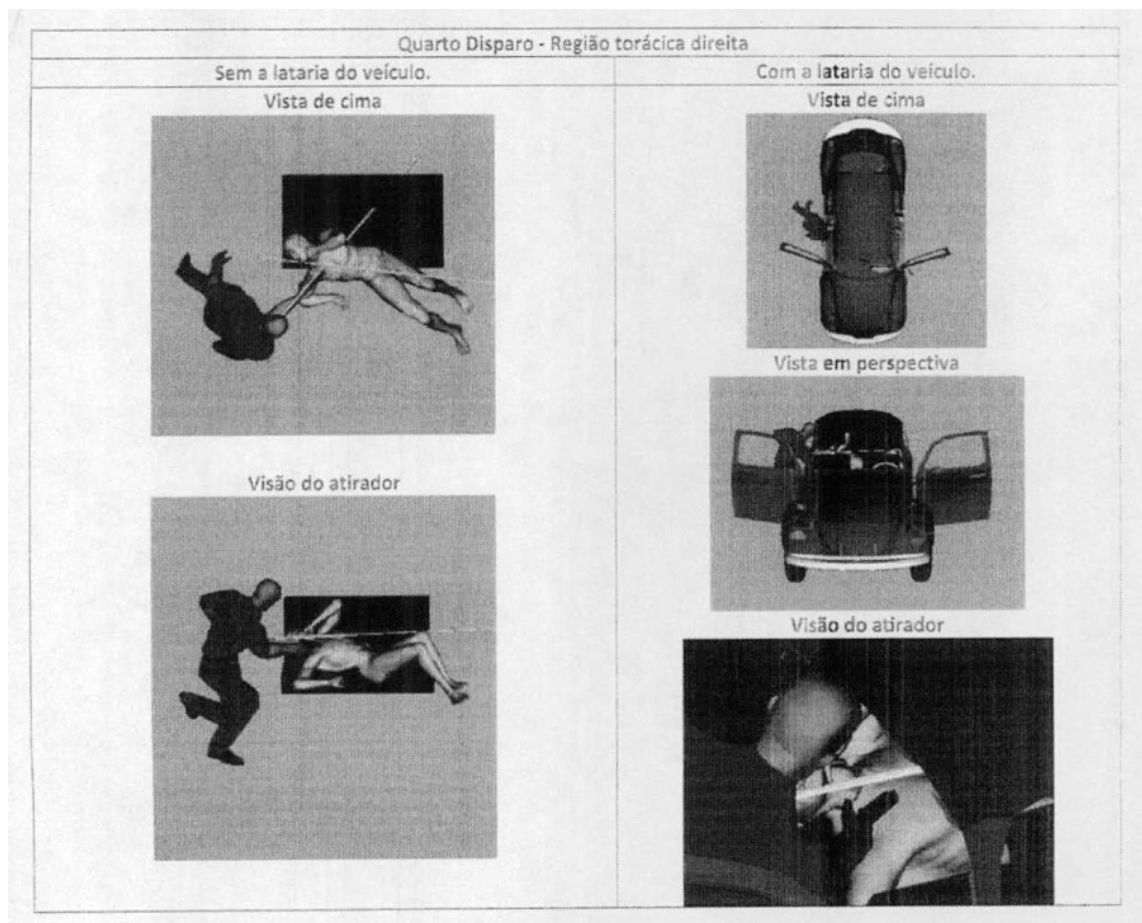 Quarto Disparo - Região torácica direita
Sem a lataria do veículo.
Com a lataria do veículo.
Vista de cima
Visão do atirador
Vista de cima
Vista em perspectiva
Visão do atirador